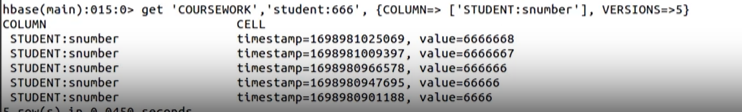 hbase(main):015:0> get 'COURSEWORK','student:666', {COLUMN=> ['STUDENT:snumber'], VERSIONS=>5}
COLUMN CELL
STUDENT:snumber timestamp=1698981025069, value=6666668
STUDENT:snumber timestamp=1698981009397, value=6666667
STUDENT:snumber timestamp=1698980966578, value=666666
STUDENT:snumber timestamp=1698980947695, value=66666
STUDENT:snumber timestamp=1698980901188, value=6666
5 row(s) in 0.0450 seconds